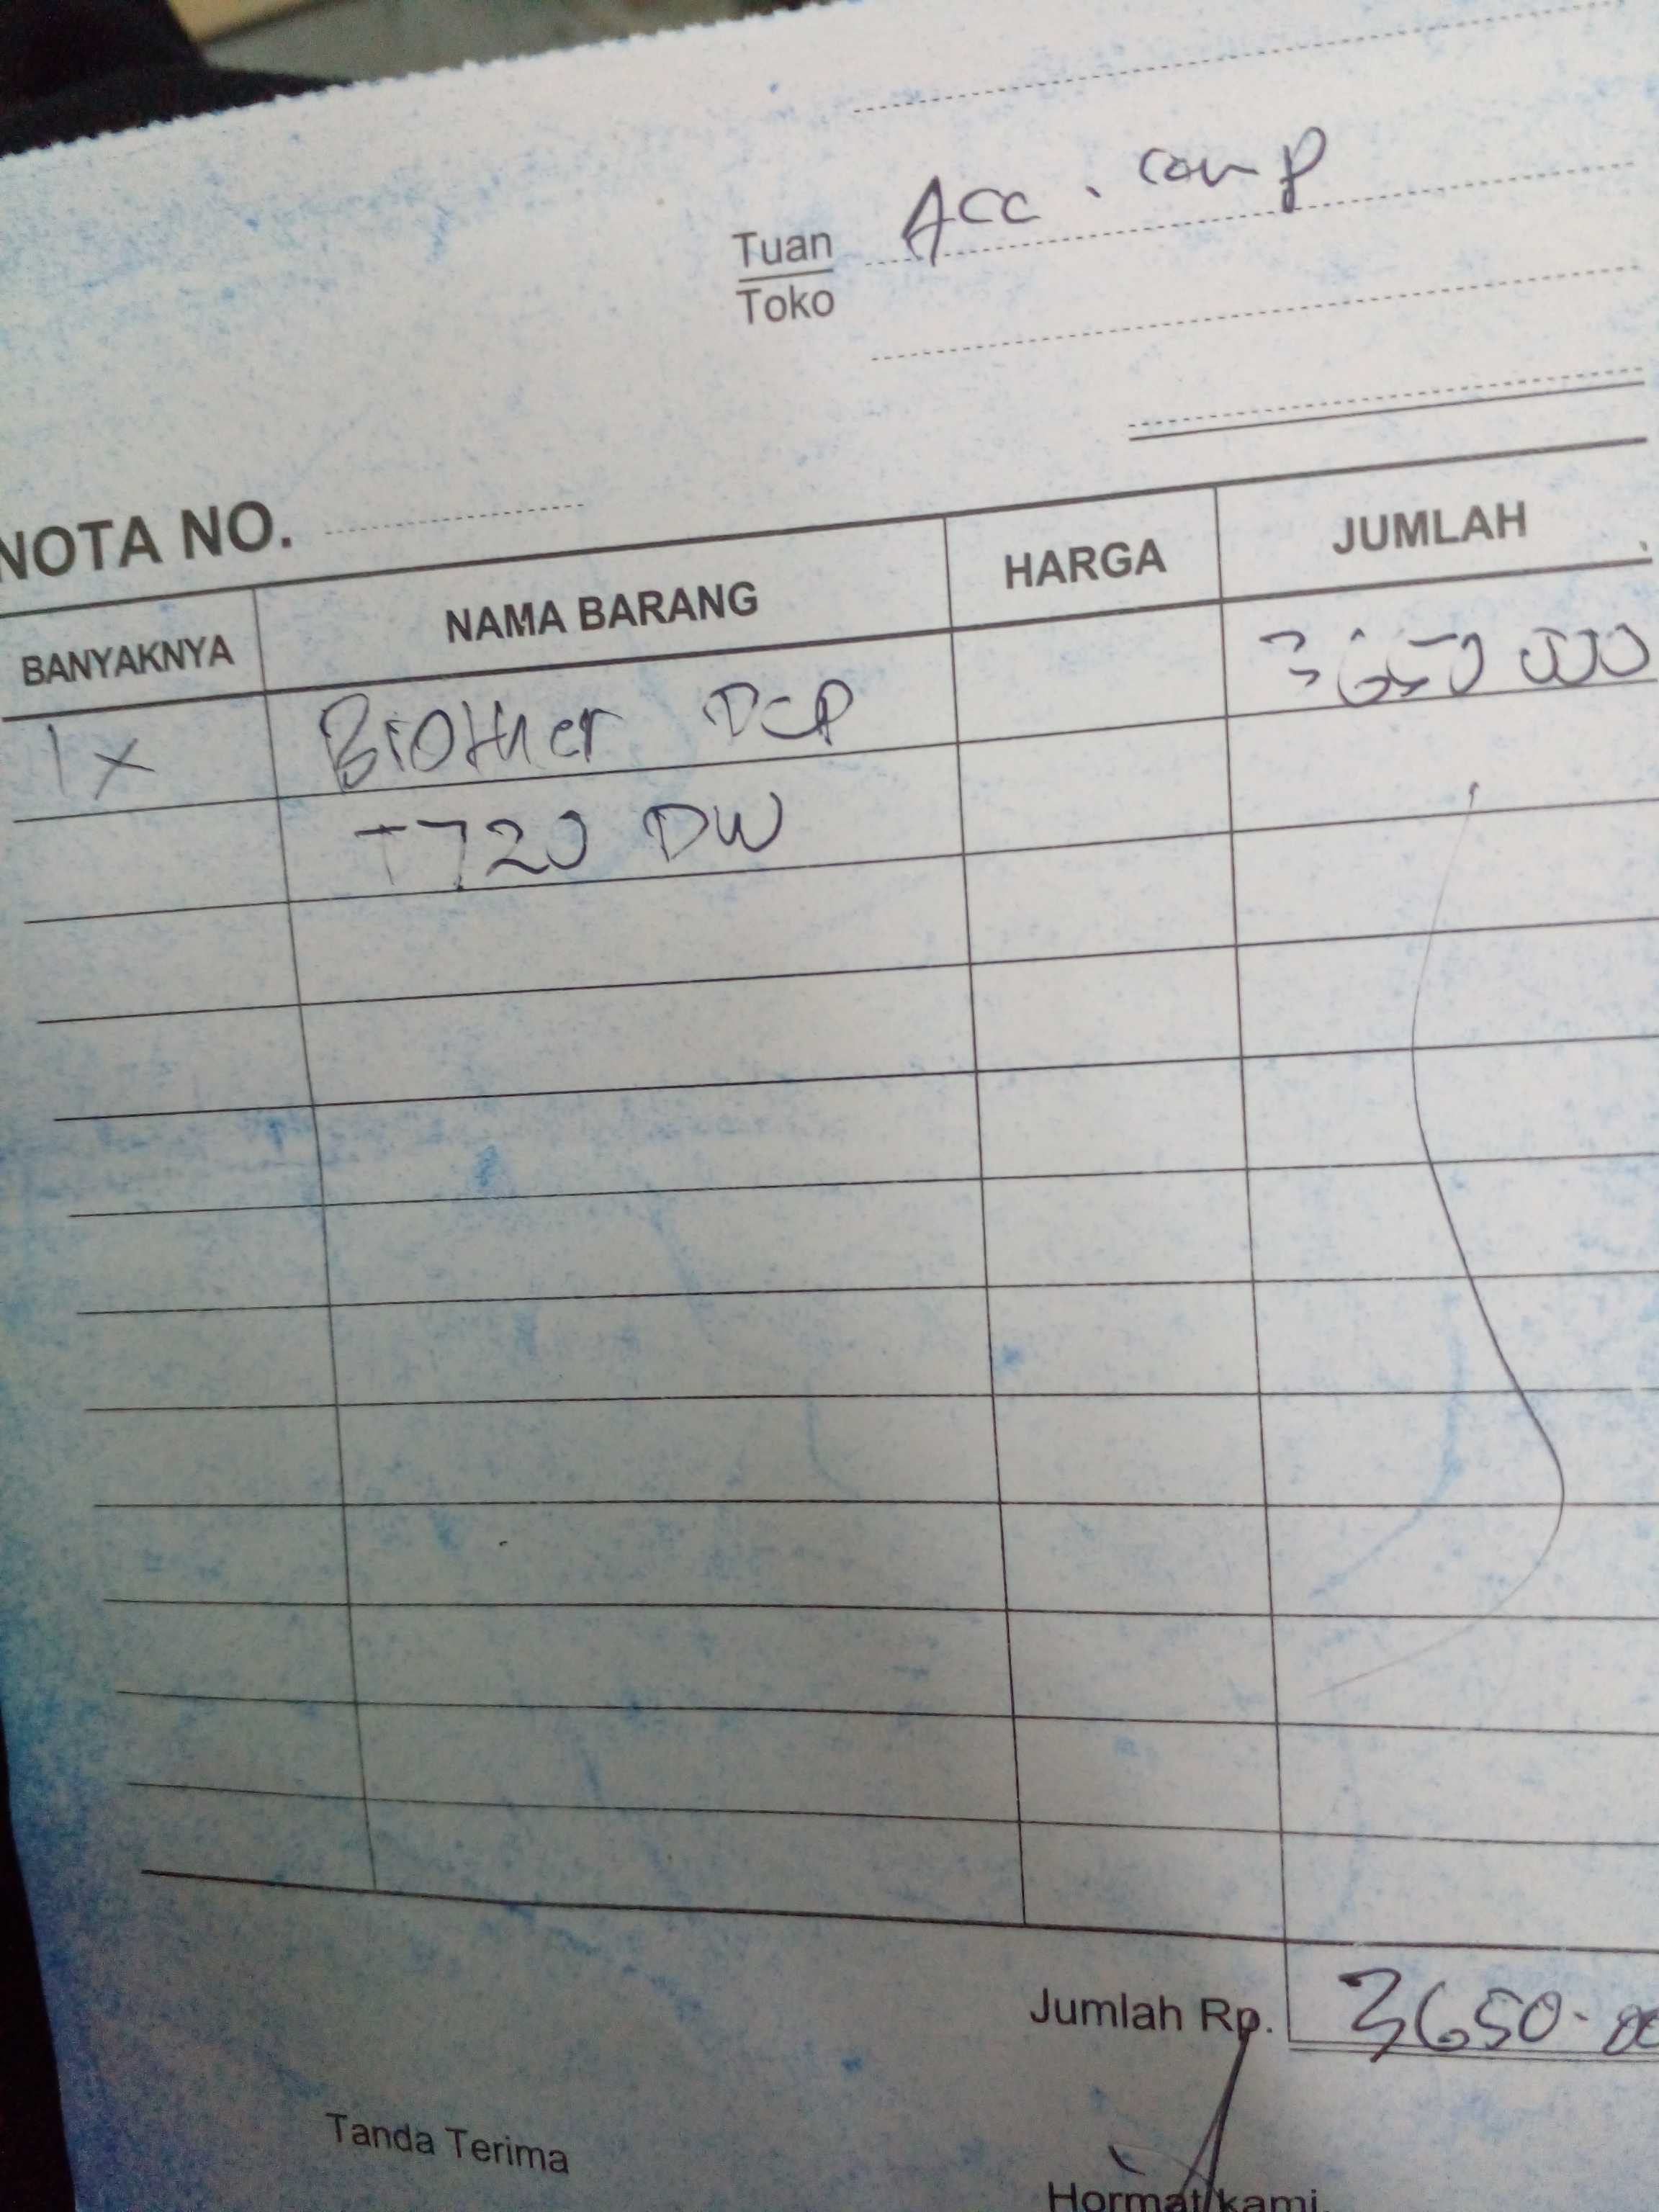 Tuan
Toko
Acc. comp
NOTA NO.
BANYAKNYA NAMA BARANG HARGA JUMLAH
1x Brother DCP 3650 000
T720 DW
Jumlah Rp. 3650.00
Tanda Terima
Hormat kami,